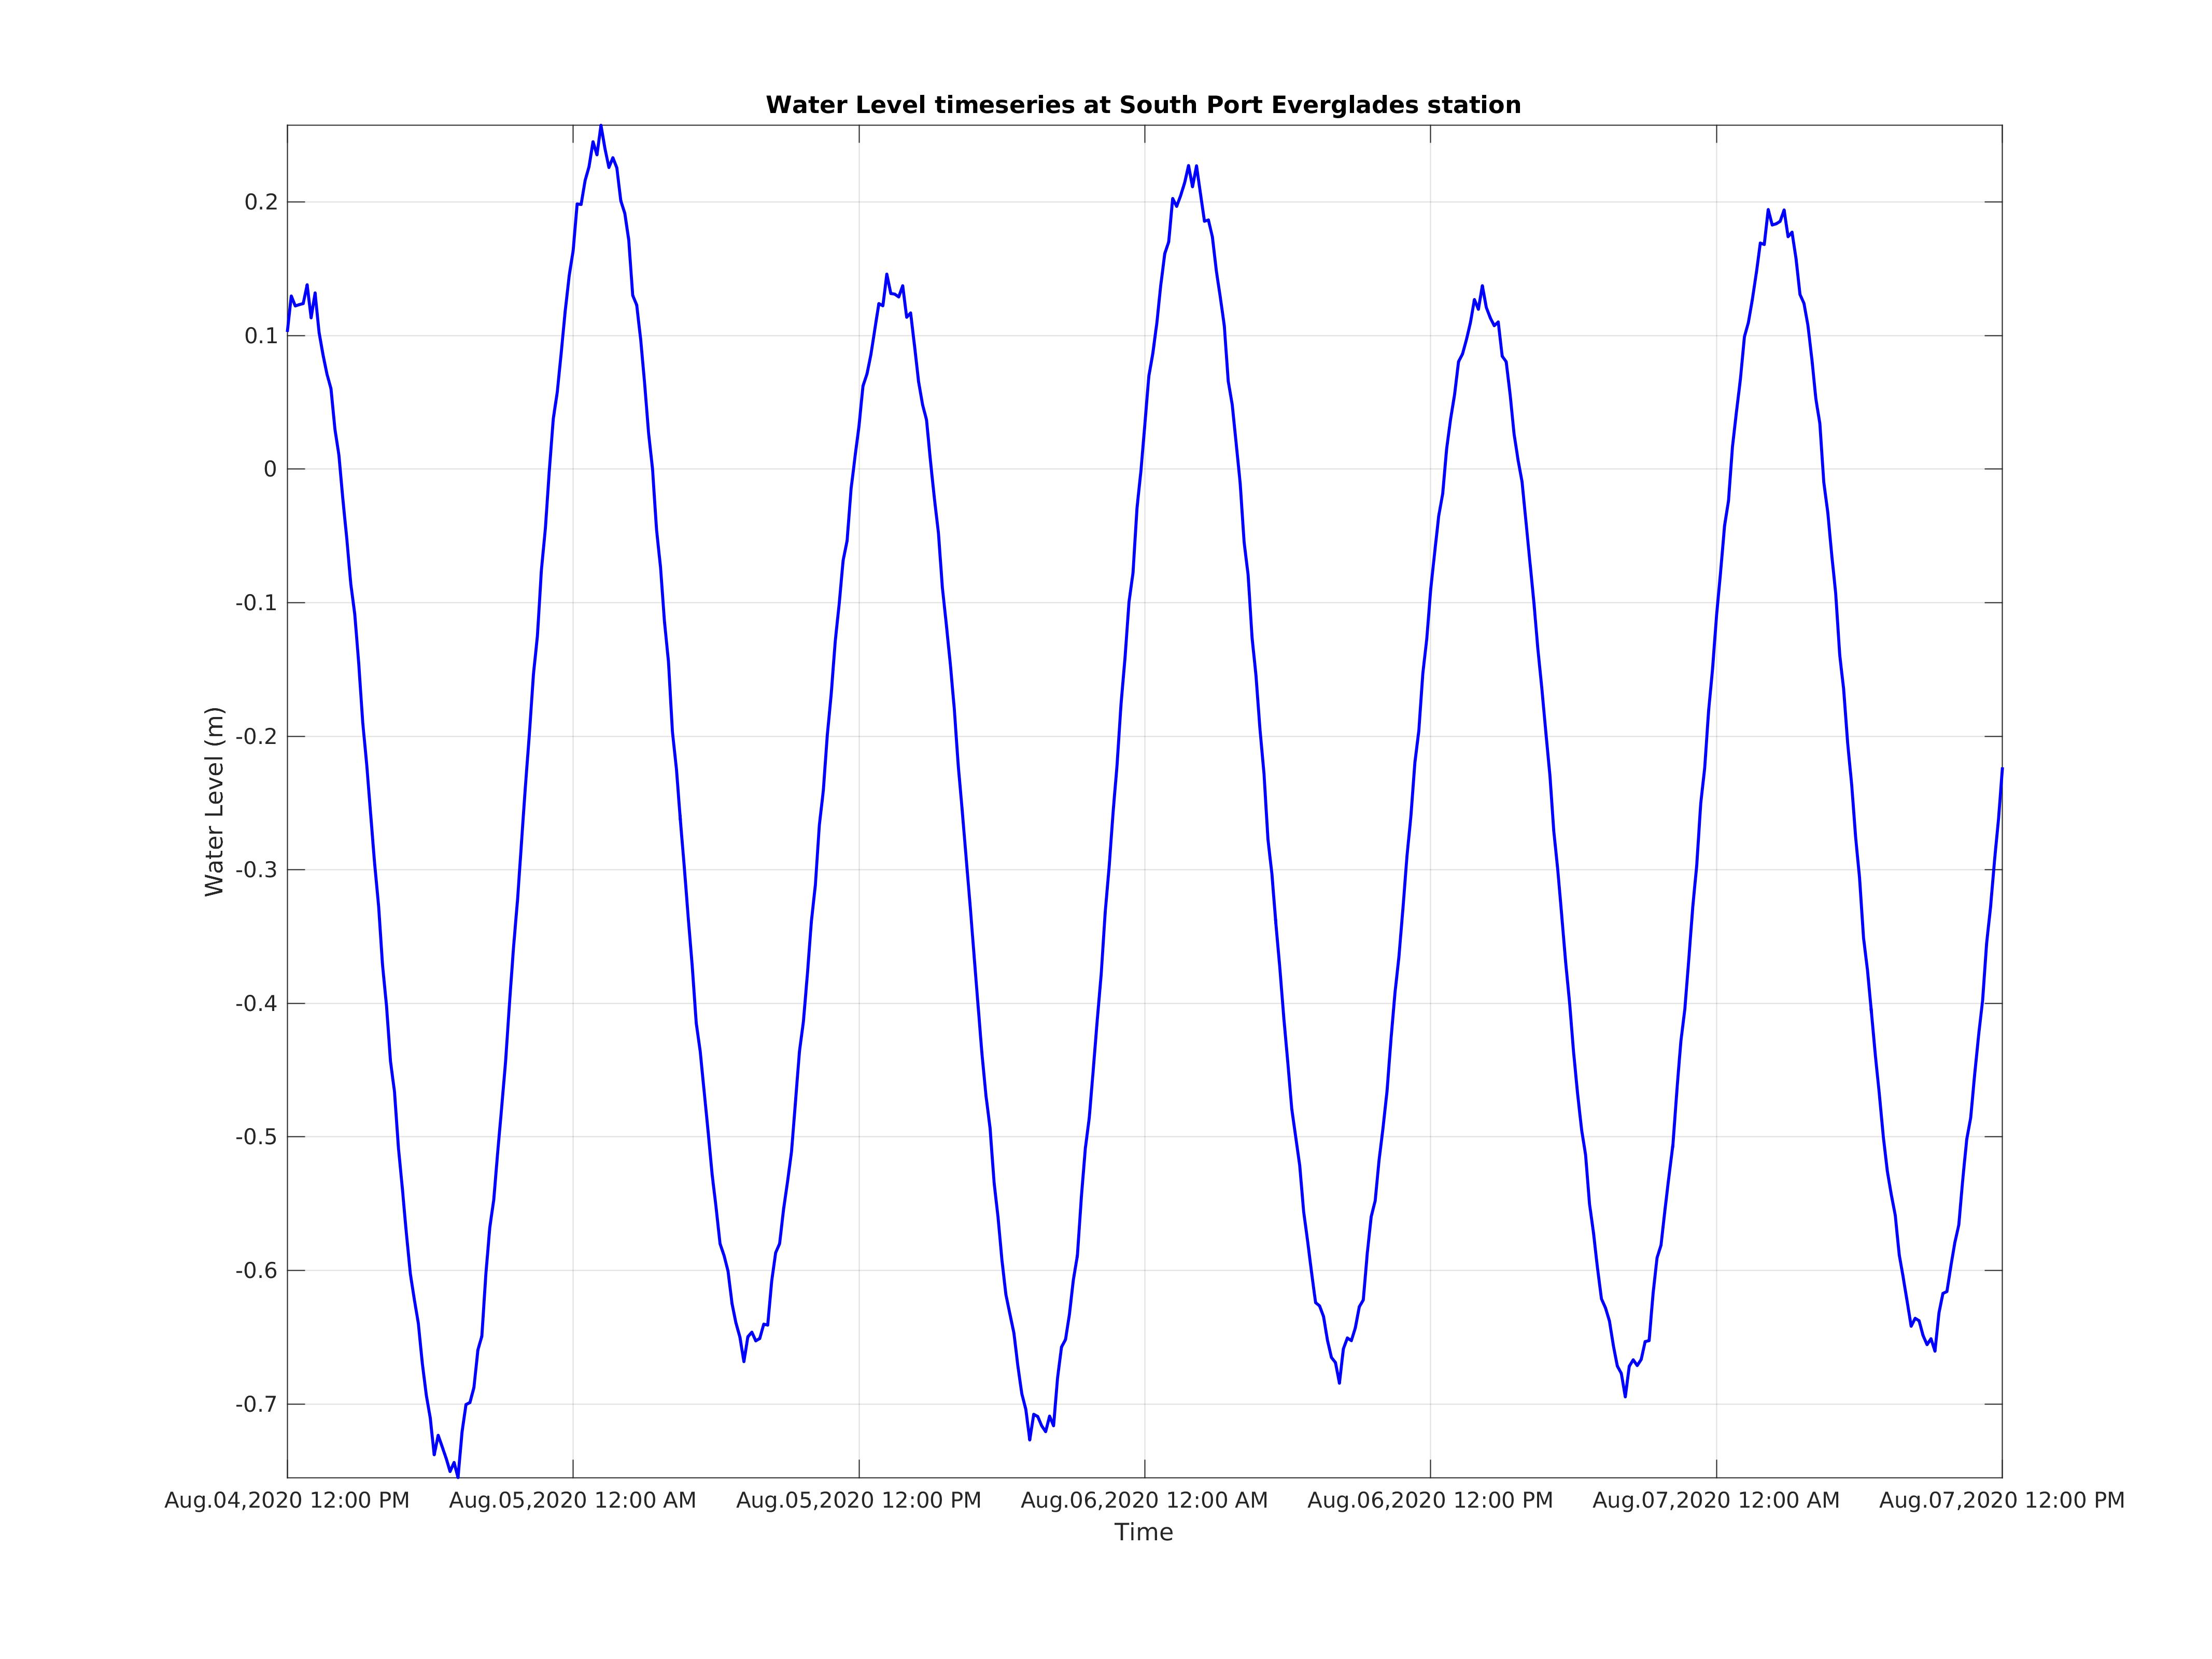 Water Level timeseries at South Port Everglades station
0.2
0.1
0
-0.1
-0.2
-0.3
-0.4
-0.5
-0.6
-0.7
Water Level (m)
Aug.04,2020 12:00 PM Aug.05,2020 12:00 AM Aug.05,2020 12:00 PM Aug.06,2020 12:00 AM Aug.06,2020 12:00 PM Aug.07,2020 12:00 AM Aug.07,2020 12:00 PM
Time